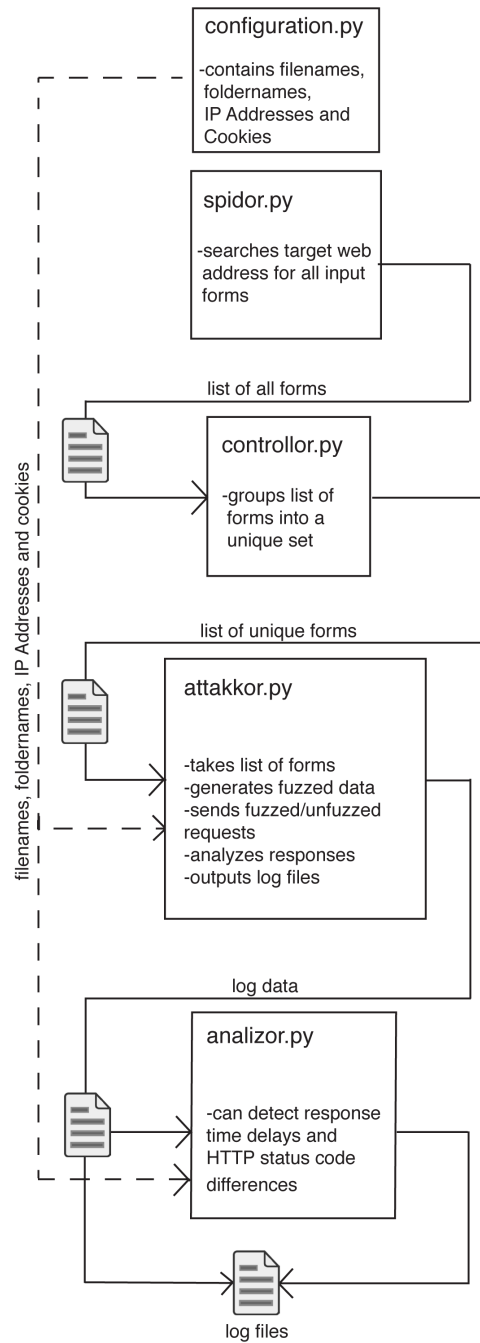 configuration.py
-contains filenames,
foldernames,
IP Addresses and
Cookies
spidor.py
-searches target web
address for all input
forms
list of all forms
controllor.py
-groups list of
forms into a
unique set
filenames, foldernames, IP Addresses and cookies
list of unique forms
attakkor.py
-takes list of forms
-generates fuzzed data
-sends fuzzed/unfuzzed
requests
-analyzes responses
-outputs log files
log data
analizor.py
-can detect response
time delays and
HTTP status code
differences
log files